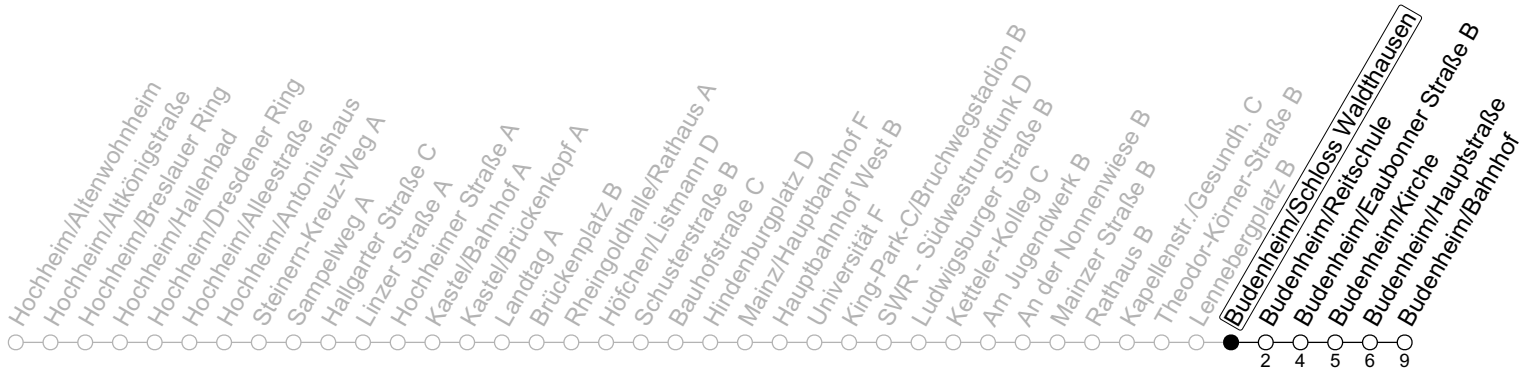 Hochheim/Altenwohnheim
Hochheim/Altkönigstraße
Hochheim/Breslauer Ring
Hochheim/Hallenbad
Hochheim/Dresdener Ring
Hochheim/Alleestraße
Hochheim/Antoniushaus
Steinern-Kreuz-Weg A
Sampelweg A
Hallgarter Straße C
Linzer Straße A
Hochheimer Straße A
Kastel/Bahnhof A
Kastel/Brückenkopf A
Landtag A
Brückenplatz B
Rheingoldhalle/Rathaus A
Höfchen/Listmann D
Schusterstraße B
Bauhofstraße C
Hindenburgplatz D
Mainz/Hauptbahnhof F
Hauptbahnhof West B
Universität F
King-Park-C/Bruchwegstadion B
SWR - Südwestrundfunk D
Ludwigsburger Straße B
Ketteler-Kolleg C
Am Jugendwerk B
An der Nonnenwiese B
Mainzer Straße B
Rathaus B
Kapellenstr./Gesundh. C
Theodor-Körner-Straße B
Lennebergplatz B
Budenheim/Schloss Waldthausen
Budenheim/Reitschule
Budenheim/Eaubonner Straße B
Budenheim/Kirche
Budenheim/Hauptstraße
Budenheim/Bahnhof
2 4 5 6 9